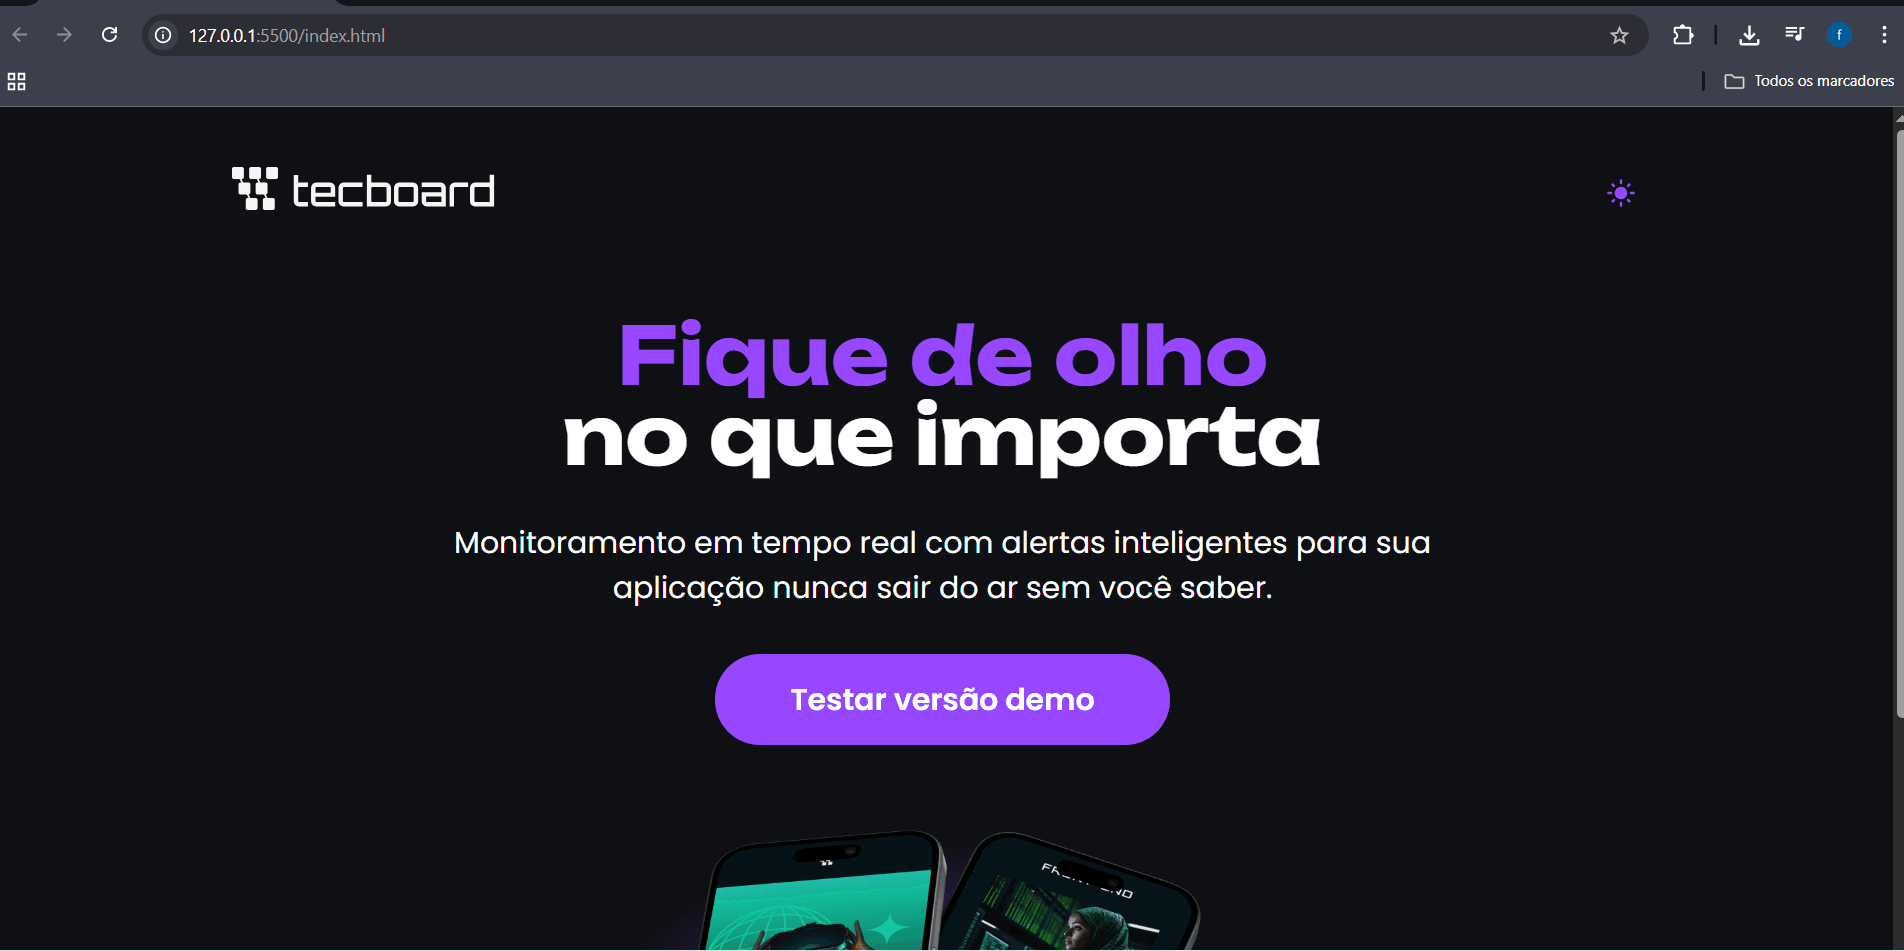 127.0.0.1:5500/index.html
f
Todos os marcadores
tecboard
Fique de olho
no que importa
Monitoramento em tempo real com alertas inteligentes para sua
aplicação nunca sair do ar sem você saber.
Testar versão demo